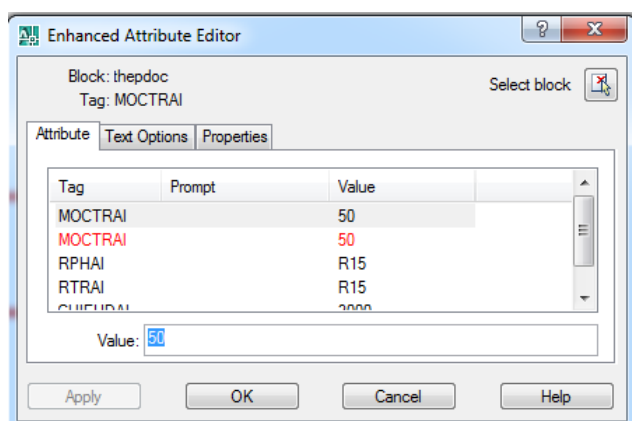 Enhanced Attribute Editor
Block: thepdoc
Tag: MOCTRAI
Select block
Attribute Text Options Properties
Tag Prompt Value
MOCTRAI 50
MOCTRAI 50
RPHAI R15
RTRAI R15
Value: 50
Apply OK Cancel Help